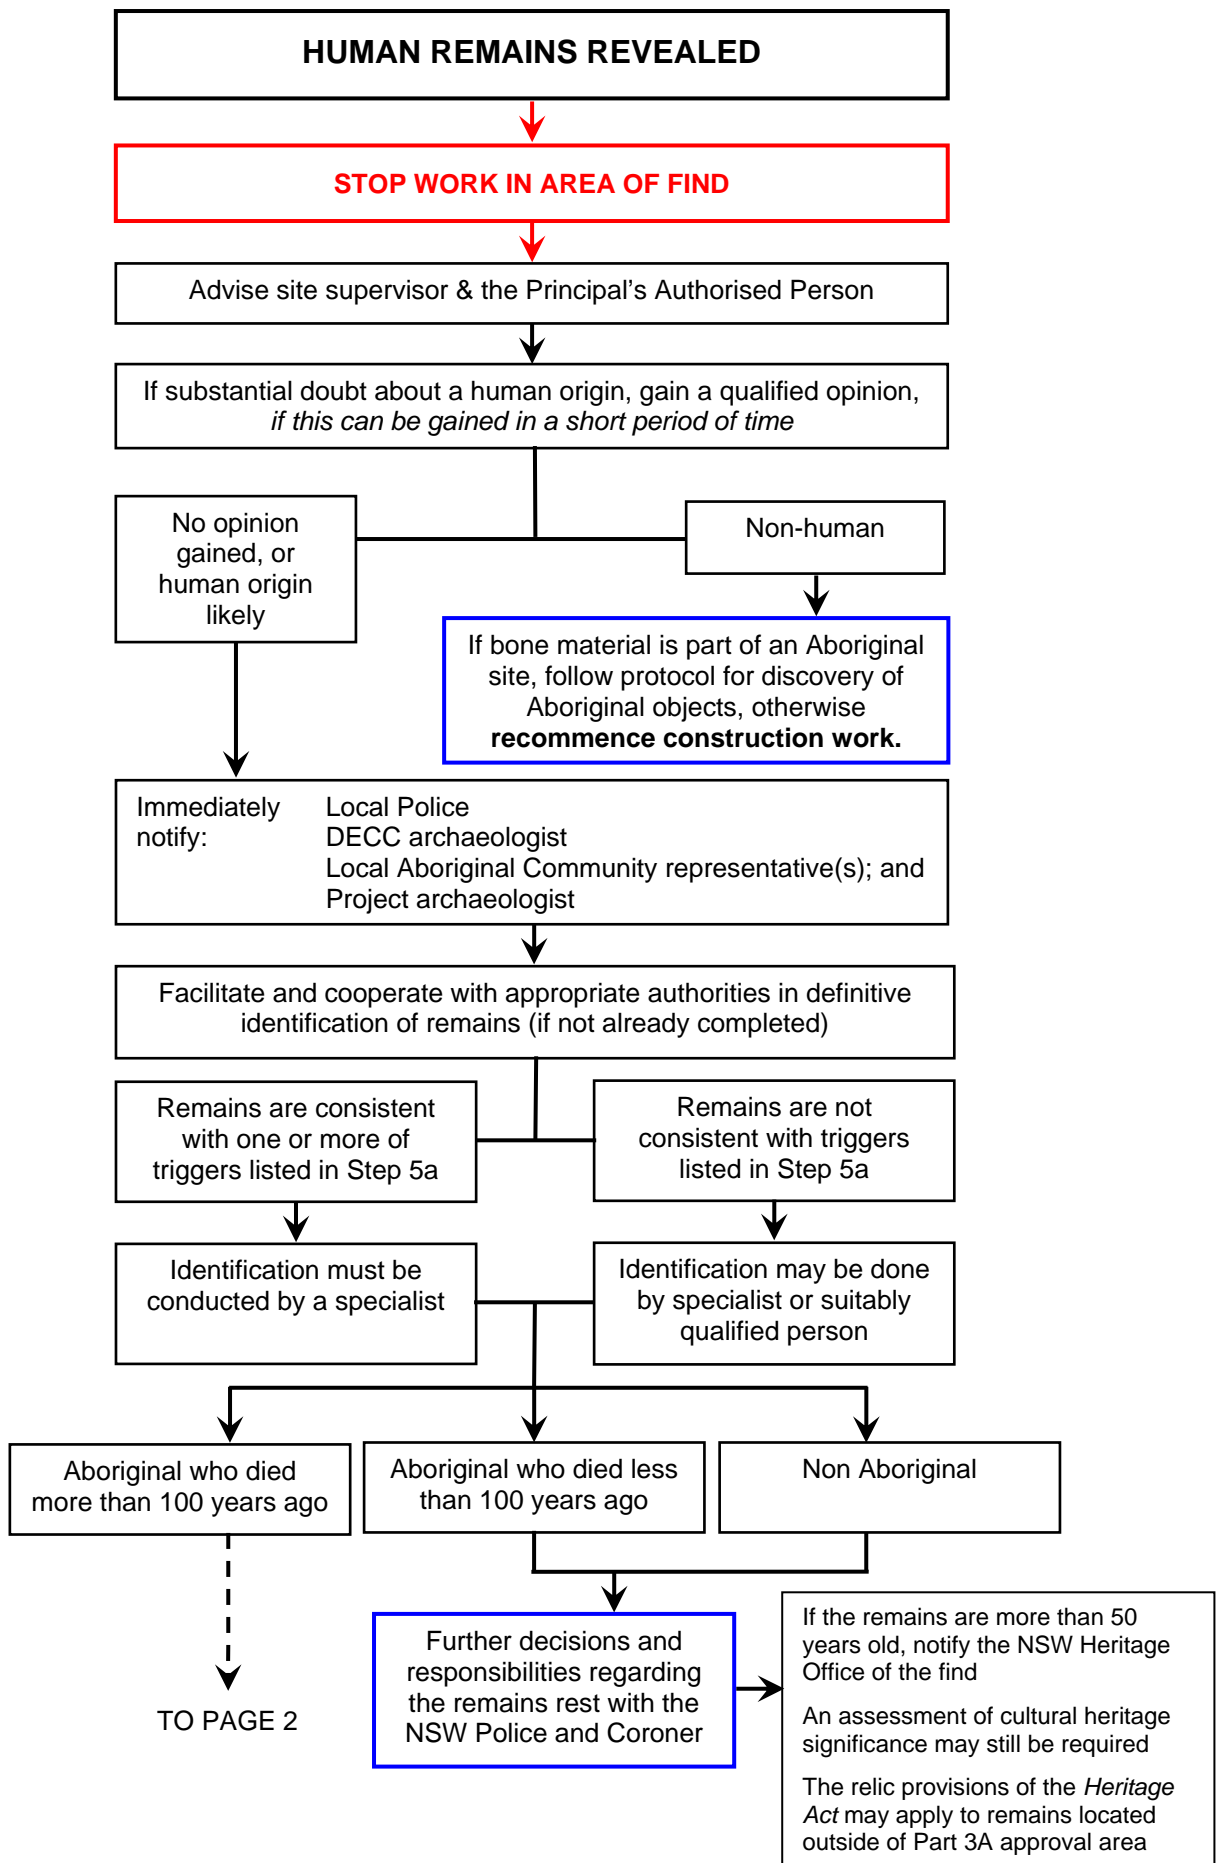 HUMAN REMAINS REVEALED
STOP WORK IN AREA OF FIND
Advise site supervisor & the Principal's Authorised Person
If substantial doubt about a human origin, gain a qualified opinion,
if this can be gained in a short period of time
No opinion
gained, or
human origin
likely
Non-human
If bone material is part of an Aboriginal
site, follow protocol for discovery of
Aboriginal objects, otherwise
recommence construction work.
Immediately notify:
Local Police
DECC archaeologist
Local Aboriginal Community representative(s); and
Project archaeologist
Facilitate and cooperate with appropriate authorities in definitive
identification of remains (if not already completed)
Remains are consistent
with one or more of
triggers listed in Step 5a
Remains are not
consistent with triggers
listed in Step 5a
Identification must be
conducted by a specialist
Identification may be done
by specialist or suitably
qualified person
Aboriginal who died
more than 100 years ago
Aboriginal who died less
than 100 years ago
Non Aboriginal
TO PAGE 2
Further decisions and
responsibilities regarding
the remains rest with the
NSW Police and Coroner
If the remains are more than 50
years old, notify the NSW Heritage
Office of the find
An assessment of cultural heritage
significance may still be required
The relic provisions of the Heritage
Act may apply to remains located
outside of Part 3A approval area